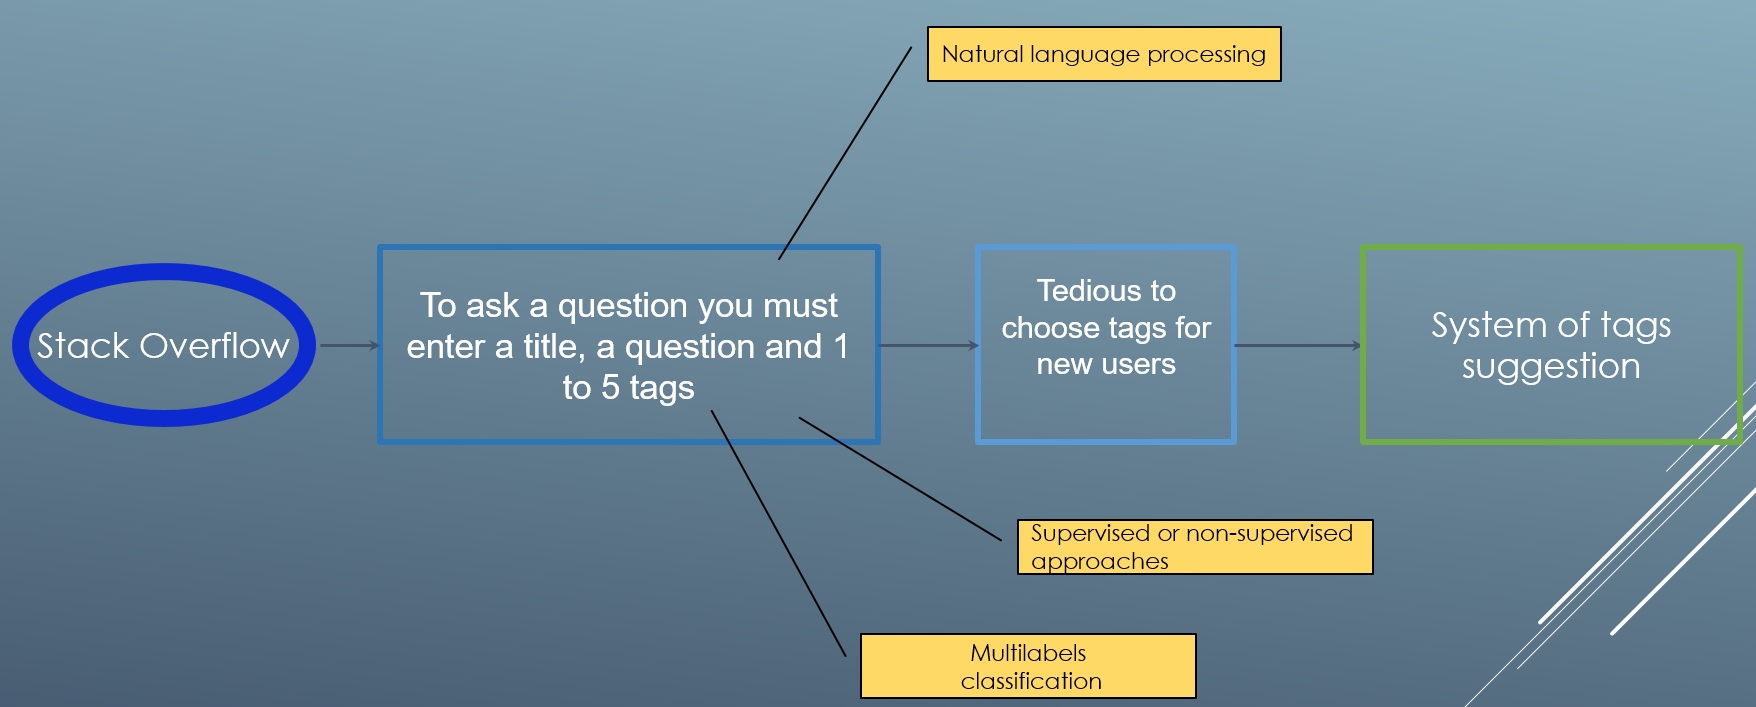 Natural language processing
Stack Overflow
To ask a question you must
enter a title, a question and 1
to 5 tags
Tedious to
choose tags for
new users
System of tags
suggestion
Supervised or non-supervised
approaches
Multilabels
classification